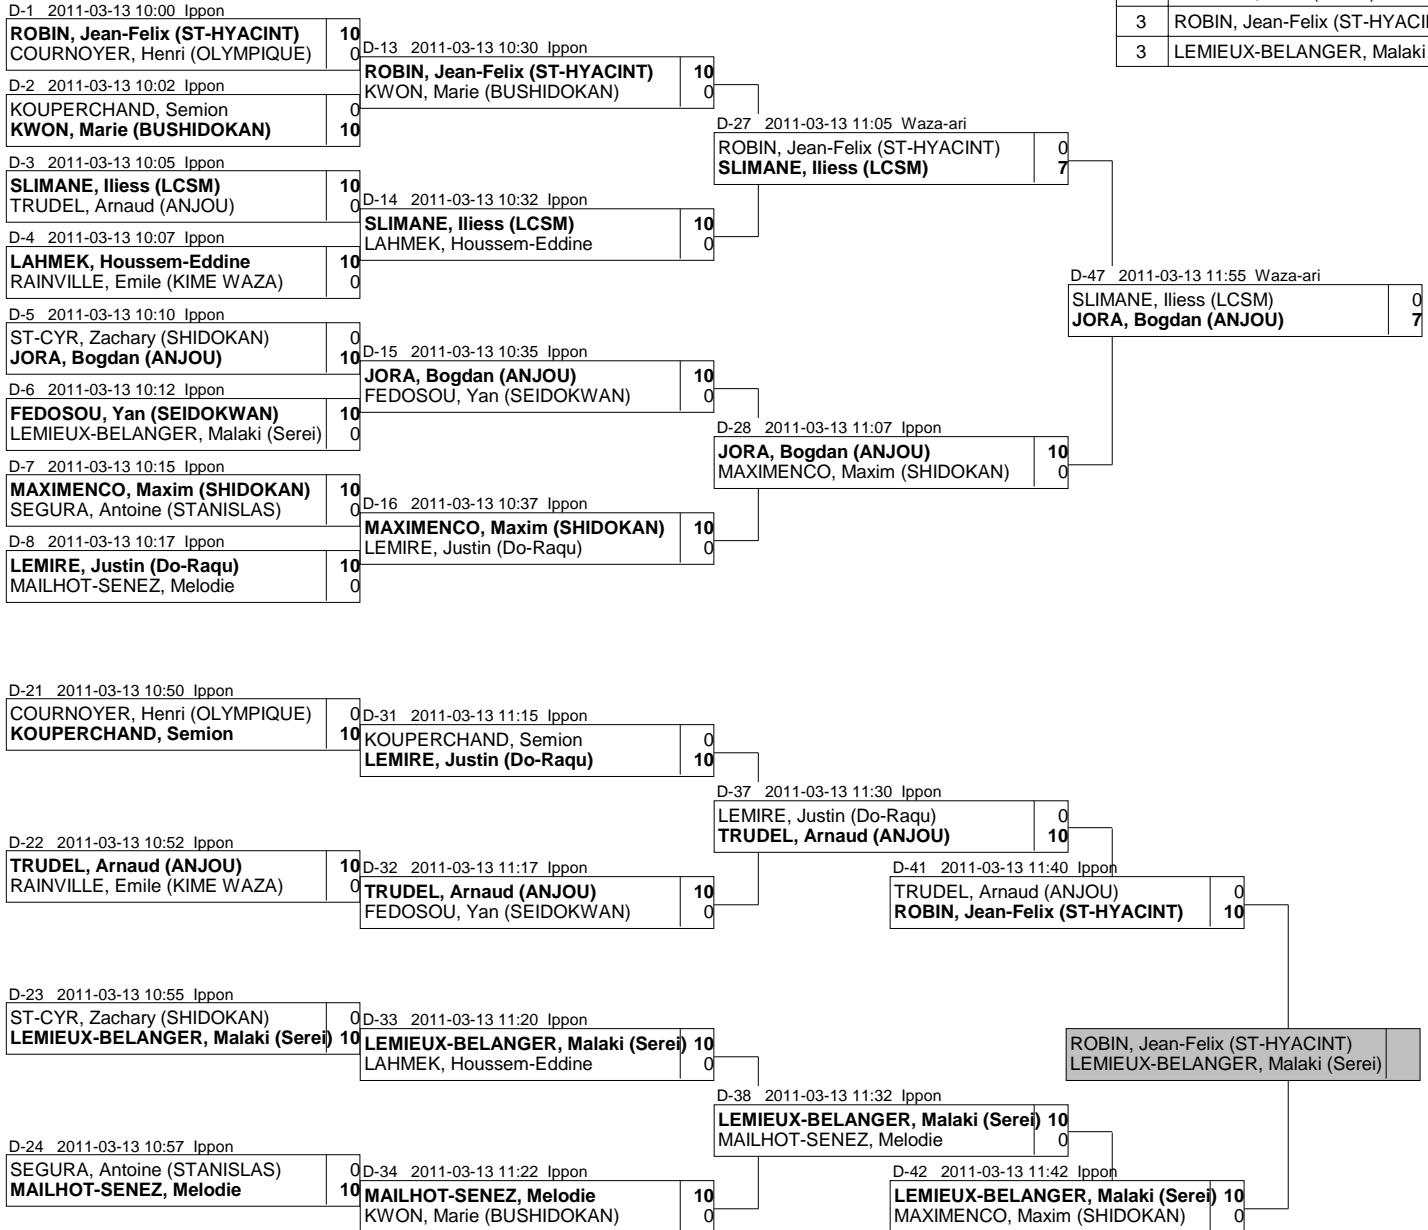 D-1 2011-03-13 10:00 Ippon
ROBIN, Jean-Felix (ST-HYACINT) 10
COURNOYER, Henri (OLYMPIQUE) 0
D-2 2011-03-13 10:02 Ippon
KOUPERCHAND, Semion 0
KWON, Marie (BUSHIDOKAN) 10
D-3 2011-03-13 10:05 Ippon
SLIMANE, Iliess (LCSM) 10
TRUDEL, Arnaud (ANJOU) 0
D-4 2011-03-13 10:07 Ippon
LAHMEK, Houssem-Eddine 10
RAINVILLE, Emile (KIME WAZA) 0
D-5 2011-03-13 10:10 Ippon
ST-CYR, Zachary (SHIDOKAN) 0
JORA, Bogdan (ANJOU) 10
D-6 2011-03-13 10:12 Ippon
FEDOSOU, Yan (SEIDOKWAN) 10
LEMIEUX-BELANGER, Malaki (Serei) 0
D-7 2011-03-13 10:15 Ippon
MAXIMENCO, Maxim (SHIDOKAN) 10
SEGURA, Antoine (STANISLAS) 0
D-8 2011-03-13 10:17 Ippon
LEMIRE, Justin (Do-Raqu) 10
MAILHOT-SENEZ, Melodie 0
D-13 2011-03-13 10:30 Ippon
ROBIN, Jean-Felix (ST-HYACINT) 10
KWON, Marie (BUSHIDOKAN) 0
D-14 2011-03-13 10:32 Ippon
SLIMANE, Iliess (LCSM) 10
LAHMEK, Houssem-Eddine 0
D-15 2011-03-13 10:35 Ippon
JORA, Bogdan (ANJOU) 10
FEDOSOU, Yan (SEIDOKWAN) 0
D-16 2011-03-13 10:37 Ippon
MAXIMENCO, Maxim (SHIDOKAN) 10
LEMIRE, Justin (Do-Raqu) 0
D-27 2011-03-13 11:05 Waza-ari
ROBIN, Jean-Felix (ST-HYACINT) 0
SLIMANE, Iliess (LCSM) 7
D-28 2011-03-13 11:07 Ippon
JORA, Bogdan (ANJOU) 10
MAXIMENCO, Maxim (SHIDOKAN) 0
3 ROBIN, Jean-Felix (ST-HYACI
3 LEMIEUX-BELANGER, Malaki
D-47 2011-03-13 11:55 Waza-ari
SLIMANE, Iliess (LCSM) 0
JORA, Bogdan (ANJOU) 7
D-21 2011-03-13 10:50 Ippon
COURNOYER, Henri (OLYMPIQUE) 0
KOUPERCHAND, Semion 10
D-22 2011-03-13 10:52 Ippon
TRUDEL, Arnaud (ANJOU) 10
RAINVILLE, Emile (KIME WAZA) 0
D-23 2011-03-13 10:55 Ippon
ST-CYR, Zachary (SHIDOKAN) 0
LEMIEUX-BELANGER, Malaki (Serei) 10
D-24 2011-03-13 10:57 Ippon
SEGURA, Antoine (STANISLAS) 0
MAILHOT-SENEZ, Melodie 10
D-31 2011-03-13 11:15 Ippon
KOUPERCHAND, Semion 0
LEMIRE, Justin (Do-Raqu) 10
D-32 2011-03-13 11:17 Ippon
TRUDEL, Arnaud (ANJOU) 10
FEDOSOU, Yan (SEIDOKWAN) 0
D-33 2011-03-13 11:20 Ippon
LEMIEUX-BELANGER, Malaki (Serei) 10
LAHMEK, Houssem-Eddine 0
D-34 2011-03-13 11:22 Ippon
MAILHOT-SENEZ, Melodie 10
KWON, Marie (BUSHIDOKAN) 0
D-37 2011-03-13 11:30 Ippon
LEMIRE, Justin (Do-Raqu) 0
TRUDEL, Arnaud (ANJOU) 10
D-38 2011-03-13 11:32 Ippon
LEMIEUX-BELANGER, Malaki (Serei) 10
MAILHOT-SENEZ, Melodie 0
D-41 2011-03-13 11:40 Ippon
TRUDEL, Arnaud (ANJOU) 0
ROBIN, Jean-Felix (ST-HYACINT) 10
D-42 2011-03-13 11:42 Ippon
LEMIEUX-BELANGER, Malaki (Serei) 10
MAXIMENCO, Maxim (SHIDOKAN) 0
ROBIN, Jean-Felix (ST-HYACINT)
LEMIEUX-BELANGER, Malaki (Serei)